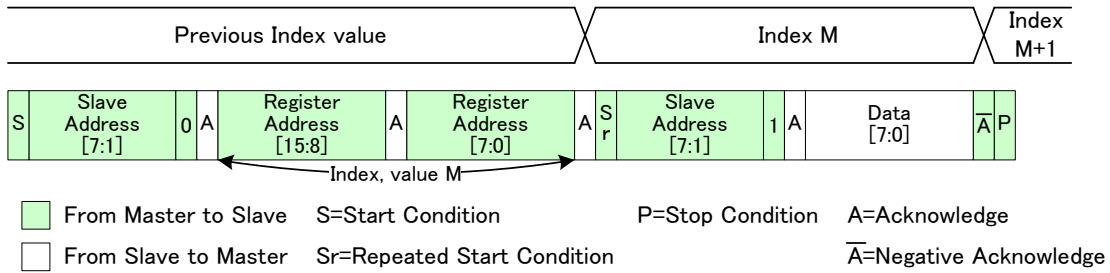 Previous Index value
Index M
Index
M+1
S
Slave
Address
[7:1]
0
A
Register
Address
[15:8]
A
Register
Address
[7:0]
A
S
r
Slave
Address
[7:1]
1
A
Data
[7:0]
A̅
P
Index, value M
From Master to Slave
S=Start Condition
P=Stop Condition
A=Acknowledge
From Slave to Master
Sr=Repeated Start Condition
A̅=Negative Acknowledge